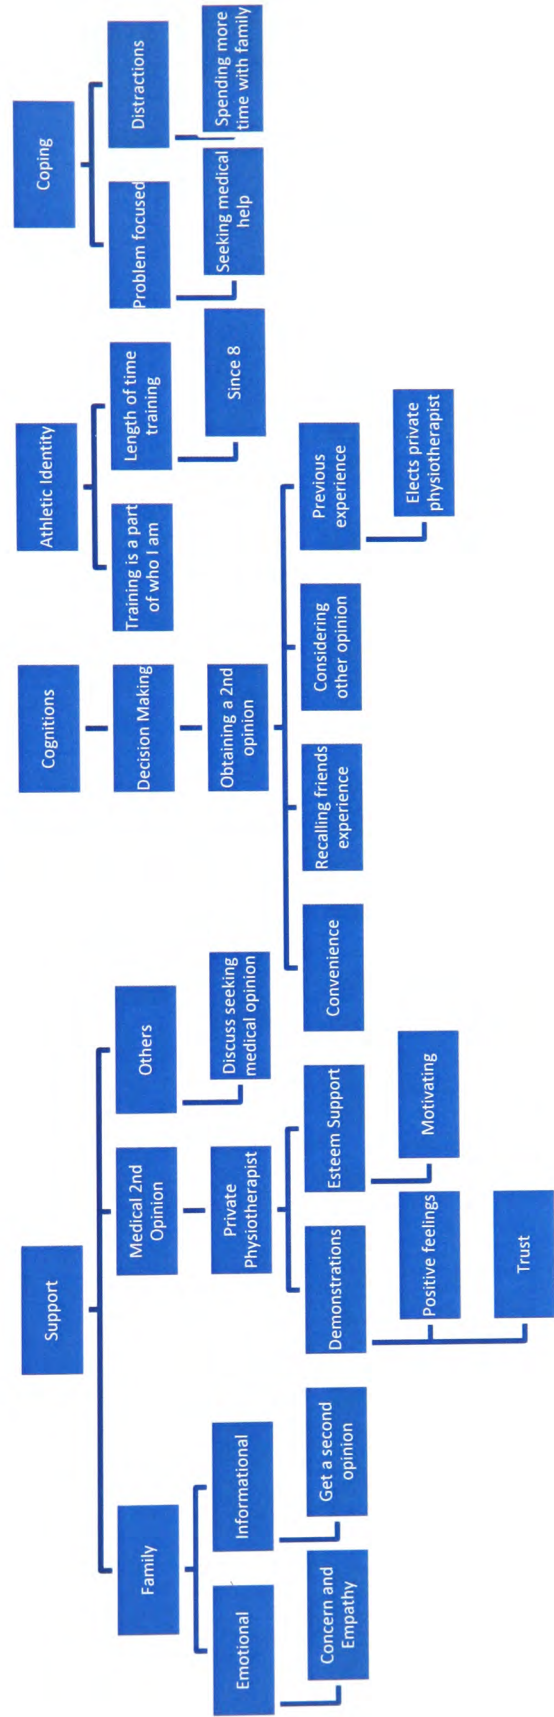 Support
Family
Emotional
Concern and
Empathy
Informational
Get a second
opinion
Medical 2nd
Opinion
Private
Physiotherapist
Demonstrations
Positive feelings
Trust
Esteem Support
Motivating
Others
Discuss seeking
medical opinion
Cognitions
Decision Making
Obtaining a 2nd
opinion
Convenience
Recalling friends
experience
Considering
other opinion
Previous
experience
Elects private
physiotherapist
Athletic Identity
Training is a part
of who I am
Length of time
training
Since 8
Coping
Problem focused
Seeking medical
help
Distractions
Spending more
time with family